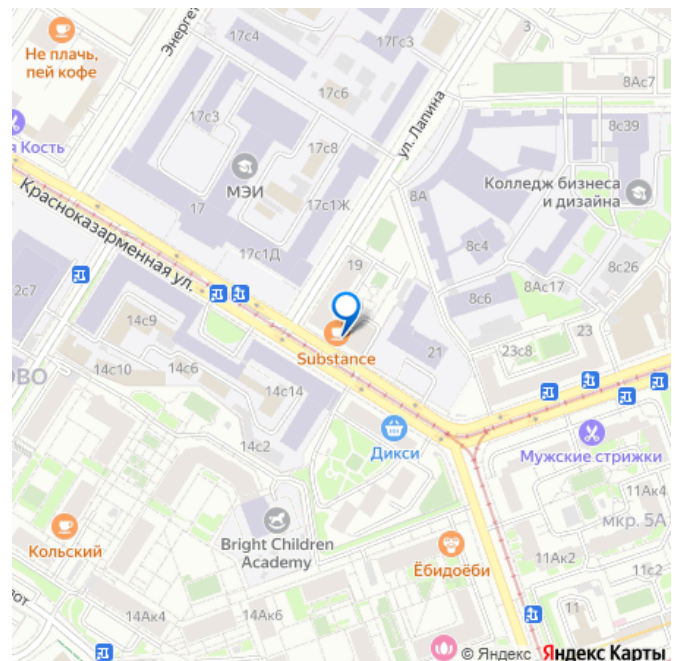 Не плачь,
пей кофе
Энергет
17с4
17Гс3
3
8Ас7
17с6
ул. Лапина
8с39
17с3
я Кость
17с8
МЭИ
8А
Колледж бизнеса
и дизайна
17
17с1Ж
Красноказарменная ул.
17с1Д
8с4
19
8с26
2с7
8с6
8Ас17
14с9
Substance
21
23
23с8
ОВО
14с10
14с6
14с14
Дикси
Мужские стрижки
14с2
11Ак4
мкр. 5А
Bright Children
Academy
Кольский
Ёбидоёби
11Ак2
11с2
от
14Ак4
14Ак6
11
© Яндекс Яндекс Карты